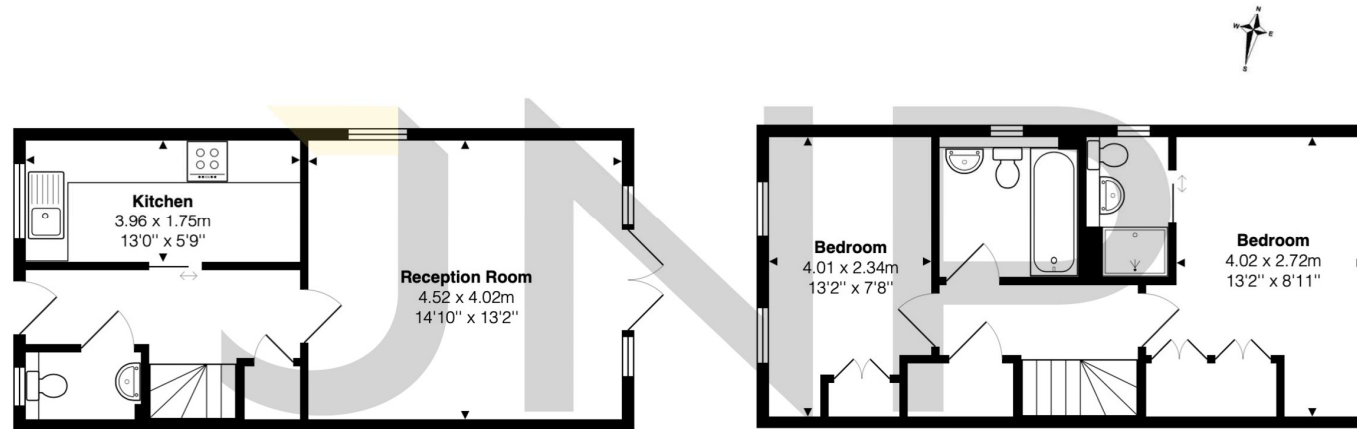 N
W
E
S
JNP
Kitchen
3.96 x 1.75m
13'0'' x 5'9''
Reception Room
4.52 x 4.02m
14'10'' x 13'2''
Bedroom
4.01 x 2.34m
13'2'' x 7'8''
Bedroom
4.02 x 2.72m
13'2'' x 8'11''